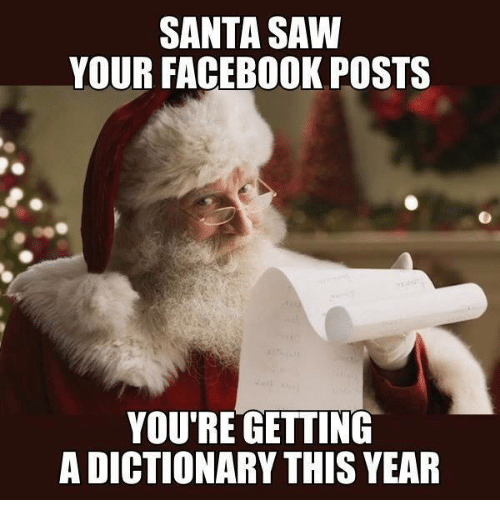 SANTA SAW
YOUR FACEBOOK POSTS
YOU'RE GETTING
A DICTIONARY THIS YEAR